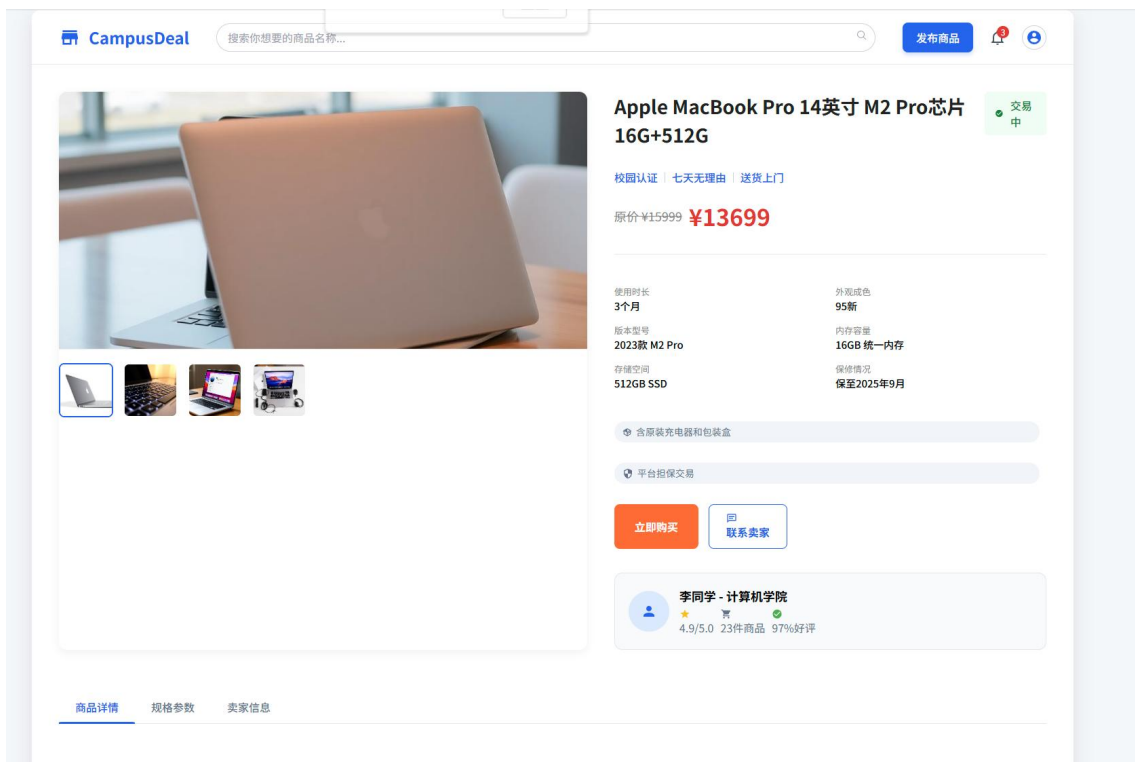 CampusDeal
搜索你想要的商品名称...
发布商品
3
Apple MacBook Pro 14英寸 M2 Pro芯片
16G+512G
交易
中
校园认证
七天无理由
送货上门
原价 ¥15999 ¥13699
使用时长
3个月
外观成色
95新
版本型号
2023款 M2 Pro
内存容量
16GB 统一内存
存储空间
512GB SSD
保修情况
保至2025年9月
含原装充电器和包装盒
平台担保交易
立即购买
联系卖家
李同学 - 计算机学院
4.9/5.0 23件商品 97%好评
商品详情
规格参数
卖家信息